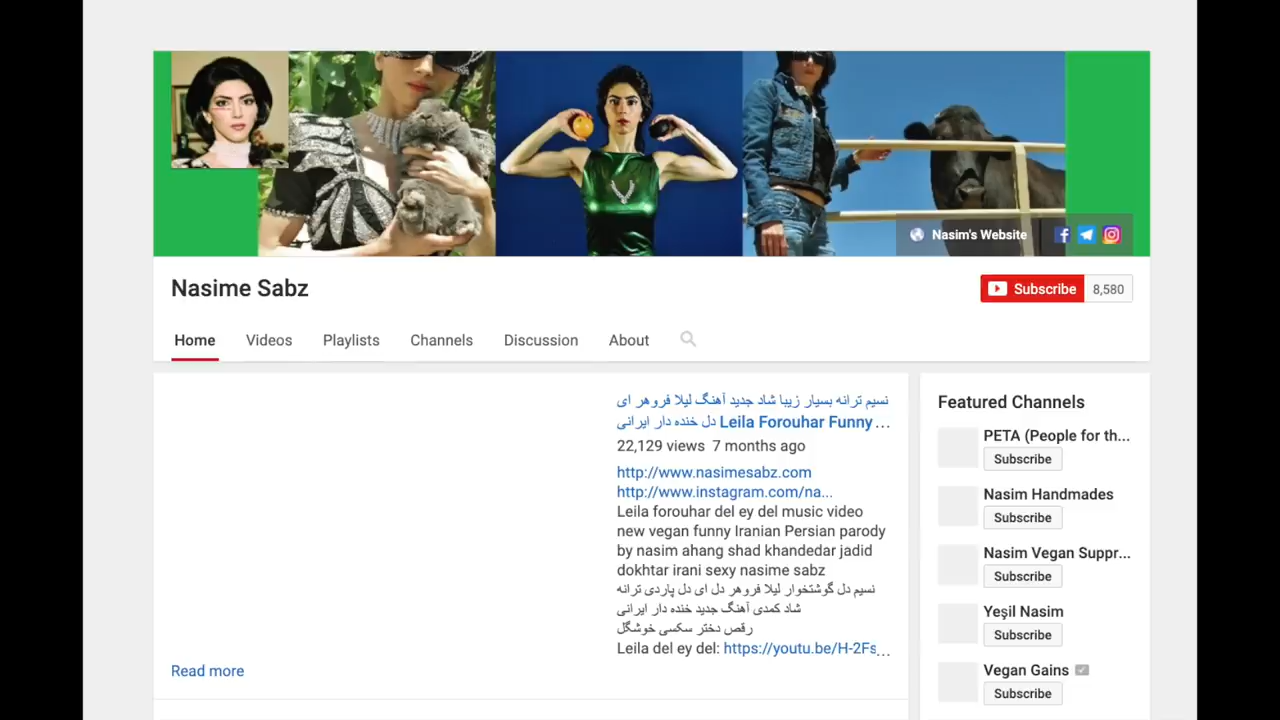 Nasim's Website
Nasime Sabz
Subscribe 8,580
Home Videos Playlists Channels Discussion About
نسیم ترانه بسیار زیبا شاد جدید آهنگ لیلا فروهر ای
دل خنده دار ایرانی Leila Forouhar Funny...
22,129 views 7 months ago
http://www.nasimesabz.com
http://www.instagram.com/na...
Leila forouhar del ey del music video
new vegan funny Iranian Persian parody
by nasim ahang shad khandedar jadid
dokhtar irani sexy nasime sabz
نسیم دل گوشتخوار لیلا فروهر دل ای دل پاردی ترانه
شاد کمدی آهنگ جدید خنده دار ایرانی
رقص دختر سکسی خوشگل
Leila del ey del: https://youtu.be/H-2Fs...
Read more
Featured Channels
PETA (People for th...
Subscribe
Nasim Handmades
Subscribe
Nasim Vegan Suppr...
Subscribe
Yeşil Nasim
Subscribe
Vegan Gains
Subscribe